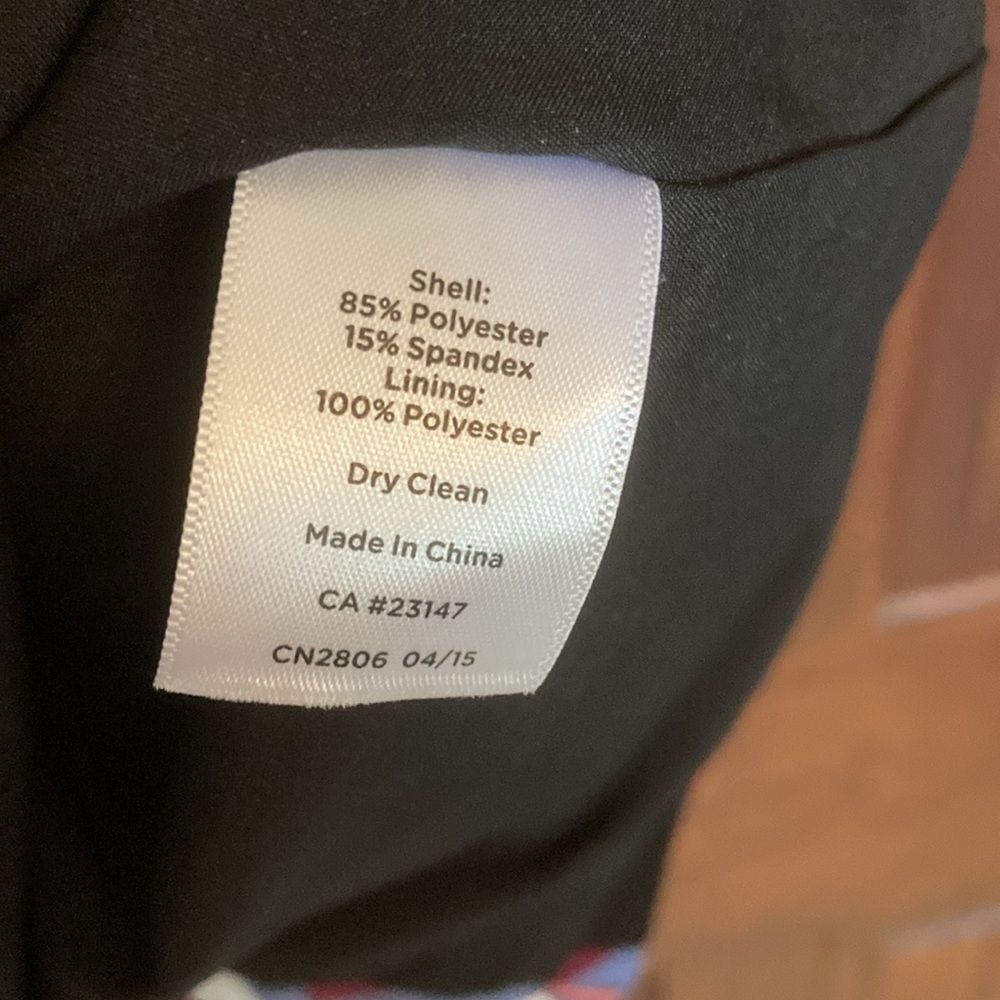 Shell:
85% Polyester
15% Spandex
Lining:
100% Polyester
Dry Clean
Made In China
CA #23147
CN2806 04/15